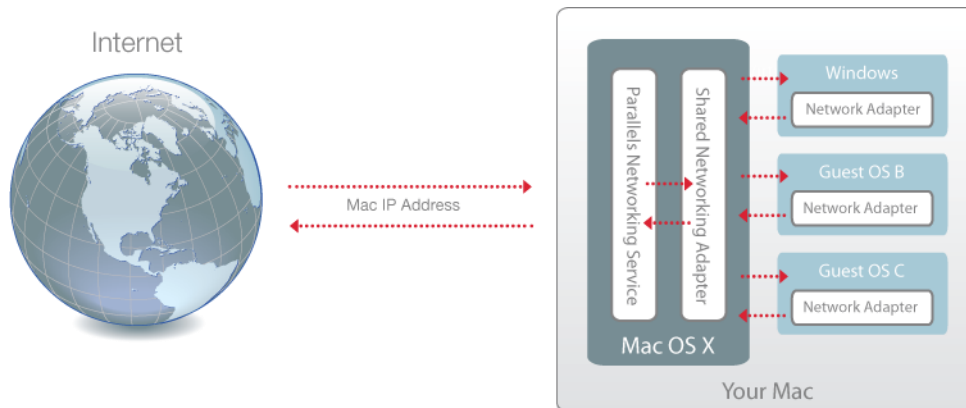 Internet
Mac IP Address
Parallels Networking Service
Shared Networking Adapter
Mac OS X
Windows
Network Adapter
Guest OS B
Network Adapter
Guest OS C
Network Adapter
Your Mac